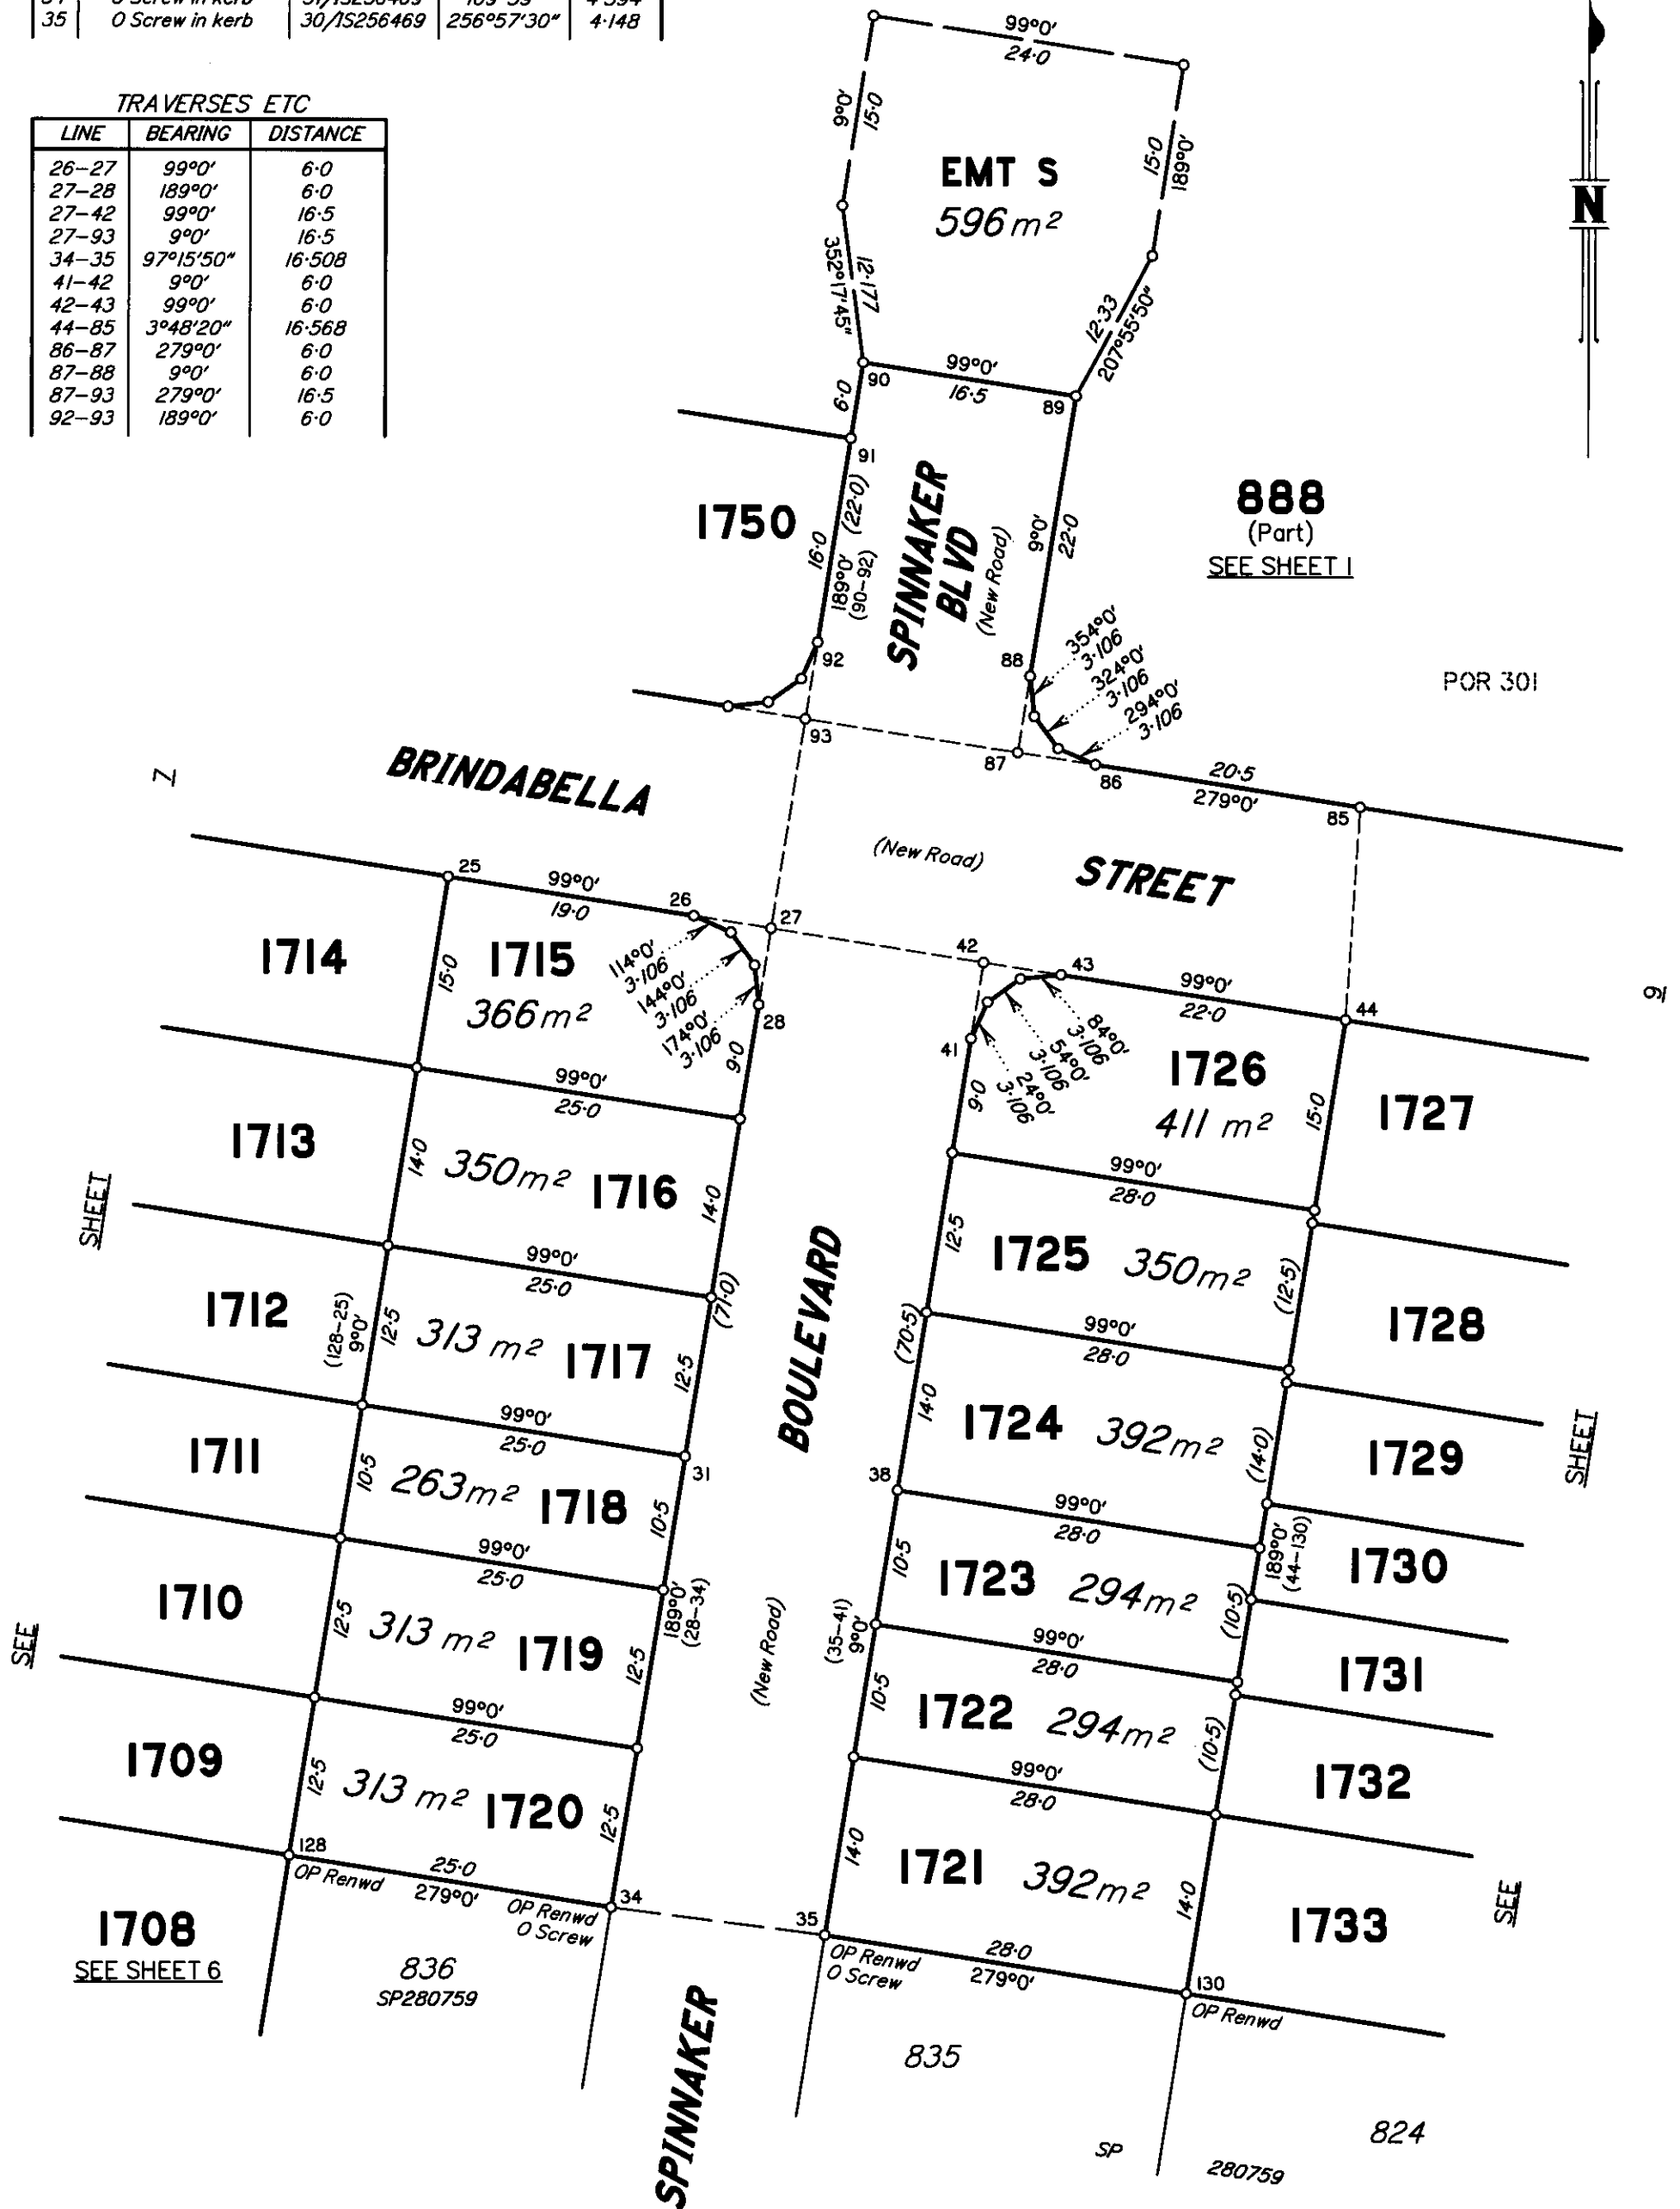 35 O Screw in kerb 30/IS256469 256°57'30" 4·148
TRAVERSES ETC
LINE BEARING DISTANCE
26-27 99°0' 6·0
27-28 189°0' 6·0
27-42 99°0' 16·5
27-93 9°0' 16·5
34-35 97°15'50" 16·508
41-42 9°0' 6·0
42-43 99°0' 6·0
44-85 3°48'20" 16·568
86-87 279°0' 6·0
87-88 9°0' 6·0
87-93 279°0' 16·5
92-93 189°0' 6·0
99°0'
24·0
9°0'
15·0
15·0
189°0'
EMT S
596 m²
N
352°17'45"
12·177
12·33
207°55'50"
90
99°0'
16·5
89
6·0
91
1750
16·0
(22·0)
189°0'
(90-92)
SPINNAKER
BLVD
(New Road)
9°0'
22·0
888
(Part)
SEE SHEET 1
92
88
354°0'
3·106
324°0'
3·106
294°0'
3·106
POR 301
93
87
86
20·5
279°0'
85
7
BRINDABELLA
(New Road)
STREET
25
99°0'
19·0
26
27
42
43
99°0'
22·0
44
9
1714
15·0
1715
366 m²
114°0'
3·106
144°0'
3·106
174°0'
3·106
28
9·0
41
9·0
84°0'
3·106
54°0'
3·106
24°0'
3·106
1726
411 m²
15·0
1727
99°0'
25·0
1713
14·0
350 m²
1716
14·0
99°0'
28·0
SHEET
12·5
1725
350 m²
(12·5)
1728
99°0'
25·0
(71·0)
BOULEVARD
1712
(128-25)
9°0'
12·5
313 m²
1717
12·5
(70·5)
99°0'
28·0
14·0
1724
392 m²
(14·0)
1729
SHEET
99°0'
25·0
31
1711
10·5
263 m²
1718
10·5
38
99°0'
28·0
10·5
1723
294 m²
189°0'
(44-130)
1730
(10·5)
99°0'
25·0
1710
12·5
313 m²
1719
12·5
189°0'
(28-34)
(New Road)
(35-41)
9°0'
99°0'
28·0
1731
SEE
10·5
1722
294 m²
(10·5)
1732
99°0'
25·0
1709
12·5
313 m²
1720
12·5
99°0'
28·0
14·0
1721
392 m²
14·0
1733
SEE
128
OP Renwd
25·0
279°0'
34
OP Renwd
O Screw
35
OP Renwd
O Screw
28·0
279°0'
130
OP Renwd
1708
SEE SHEET 6
836
SP280759
SPINNAKER
835
824
SP
280759